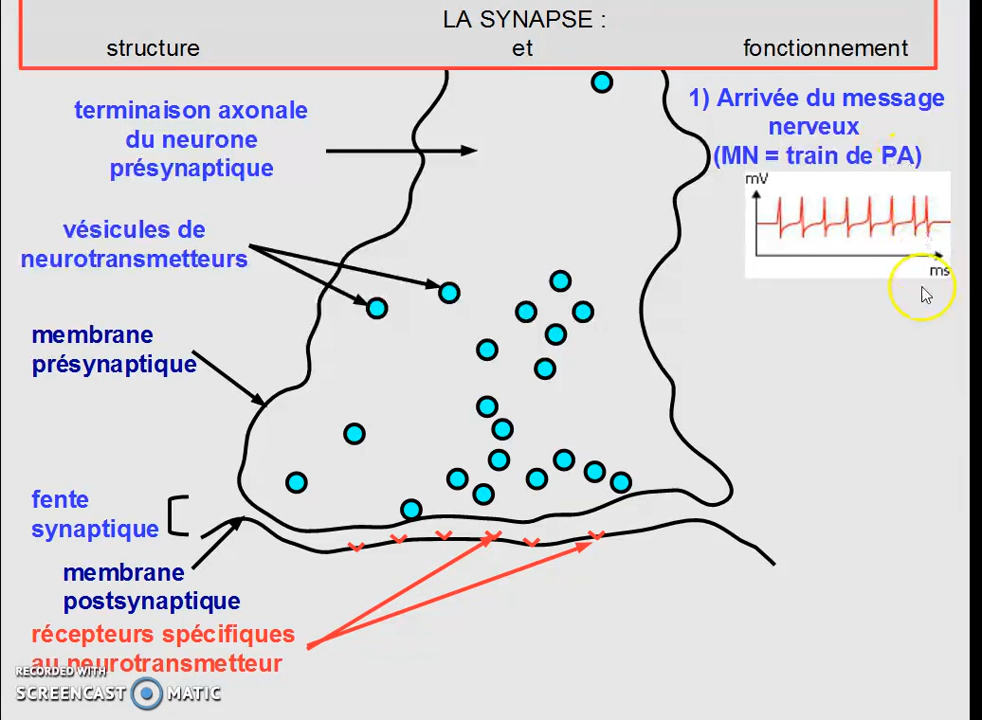 LA SYNAPSE :
structure et fonctionnement
terminaison axonale
du neurone
présynaptique
1) Arrivée du message
nerveux
(MN = train de PA)
mV
ms
vésicules de
neurotransmetteurs
membrane
présynaptique
fente
synaptique
membrane
postsynaptique
récepteurs spécifiques
au neurotransmetteur
RECORDED WITH
SCREENCAST MATIC